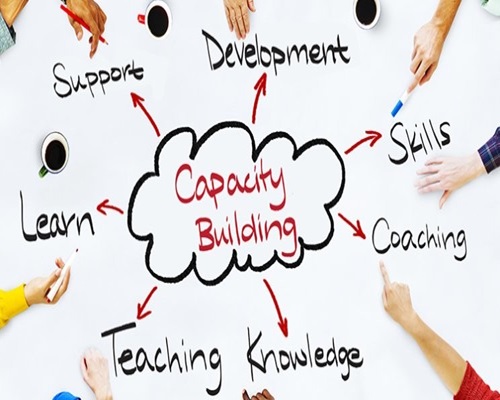 Development
Support
Skills
Capacity
Building
Learn
Coaching
Teaching
Knowledge